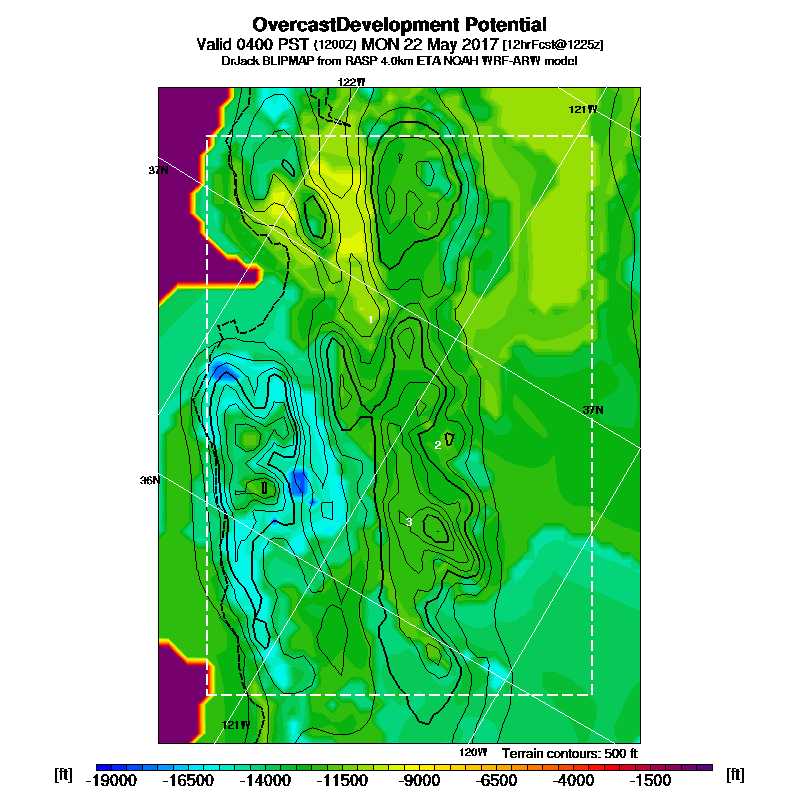 OvercastDevelopment Potential
Valid 0400 PST (1200Z) MON 22 May 2017 [12hrFcst@1225z]
DrJack BLIPMAP from RASP 4.0km ETA NOAH WRF-ARW model
122W
121W
37N
1
37N
2
36N
3
121W
120W Terrain contours: 500 ft
[ft] -19000 -16500 -14000 -11500 -9000 -6500 -4000 -1500 [ft]